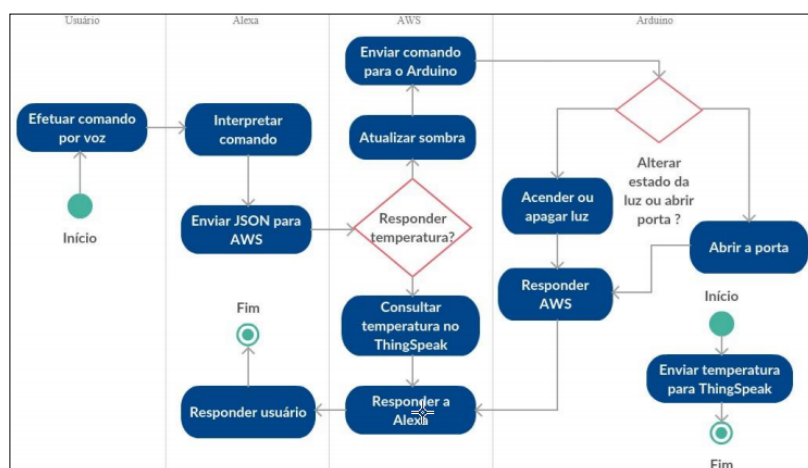 Usuário
Alexa
AWS
Arduino
Enviar comando
para o Arduino
Efetuar comando
por voz
Interpretar
comando
Atualizar sombra
Alterar
estado da
luz ou abrir
porta ?
Acender ou
apagar luz
Início
Enviar JSON para
AWS
Responder
temperatura?
Abrir a porta
Responder
AWS
Fim
Consultar
temperatura no
ThingSpeak
Início
Enviar temperatura
para ThingSpeak
Responder usuário
Responder a
Alexa
Fim